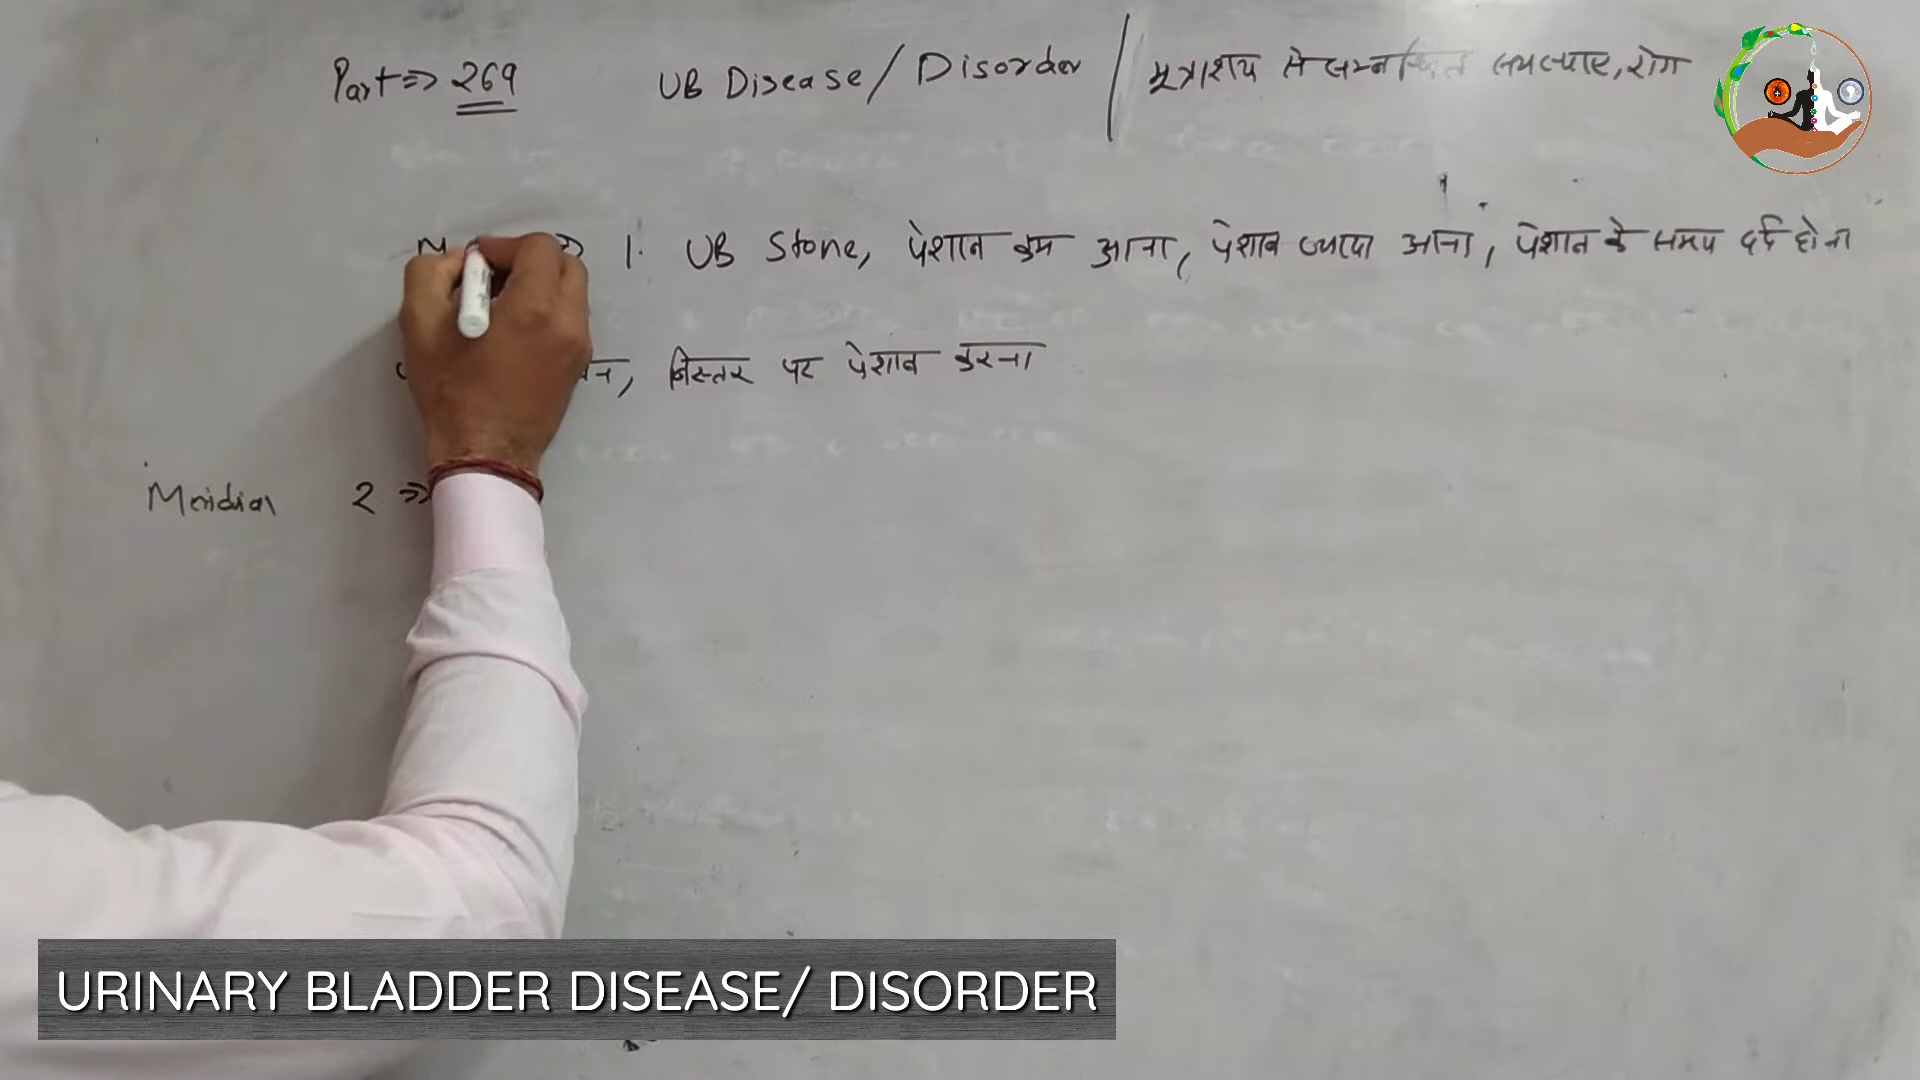 Part ⇒ 269 UB Disease / Disorder / मूत्राशय से सम्बन्धित समस्याए, रोग
⇒ 1. UB Stone, पेशाब कम आना, पेशाब ज्यादा आना, पेशाब के समय दर्द होना
बिस्तर पर पेशाब करना
Meridian 2 ⇒
URINARY BLADDER DISEASE/ DISORDER